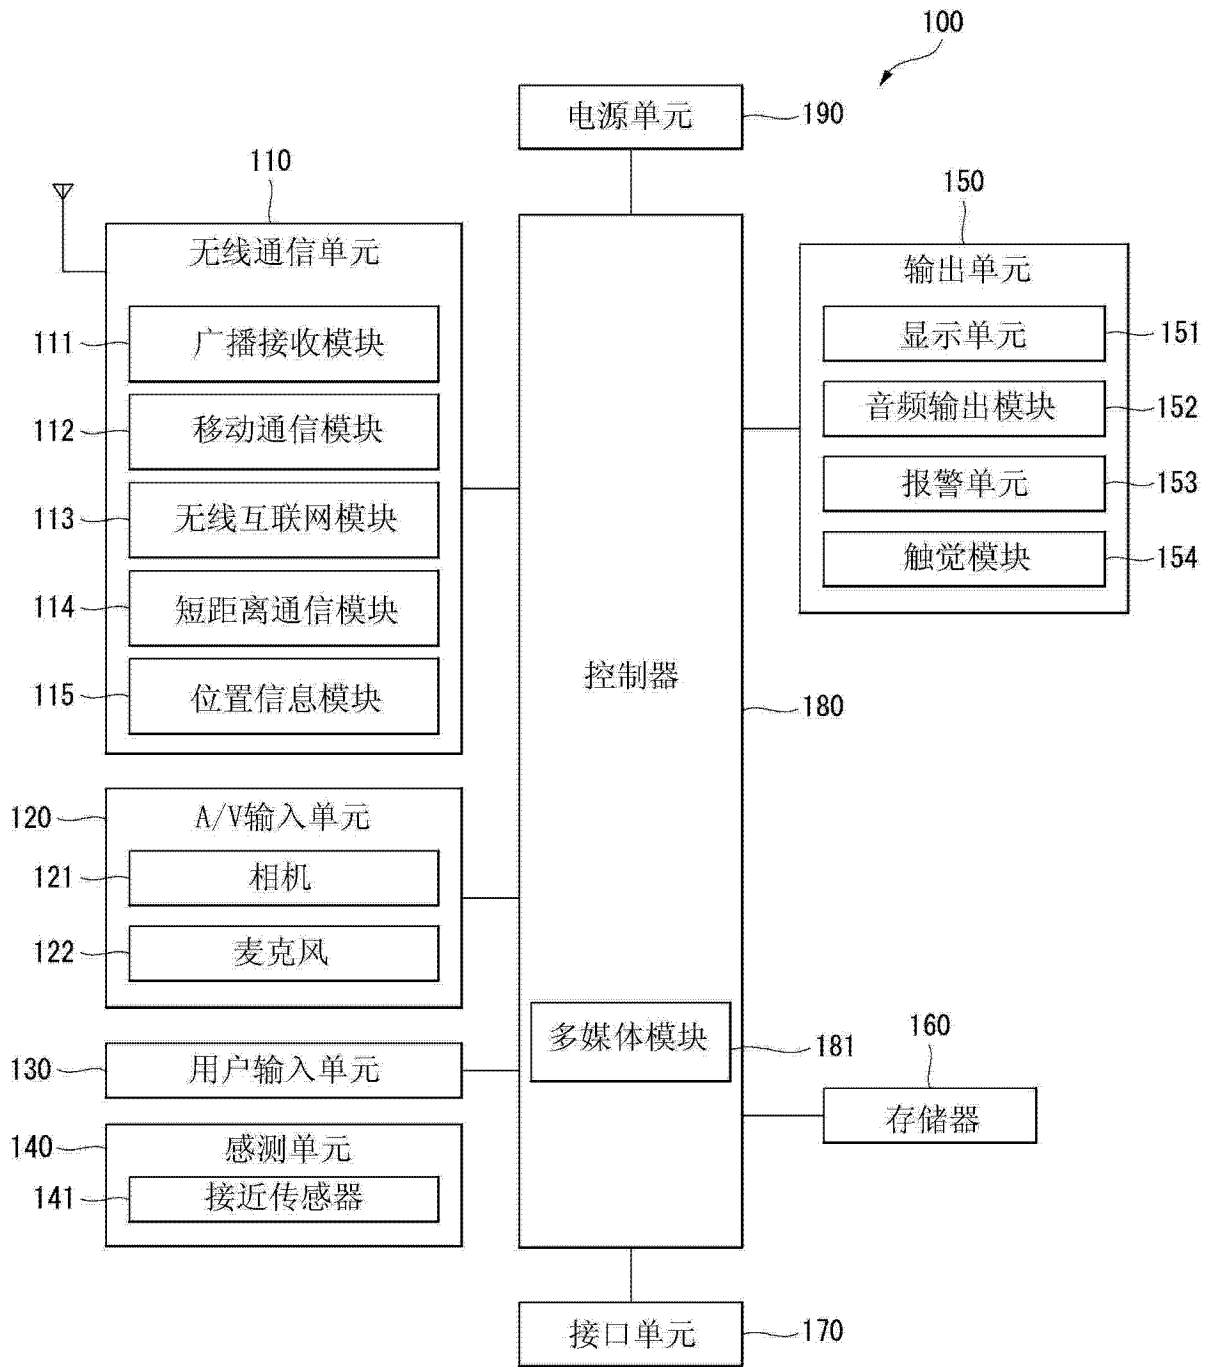 100
电源单元
190
110
无线通信单元
111
广播接收模块
112
移动通信模块
113
无线互联网模块
114
短距离通信模块
115
位置信息模块
120
A/V输入单元
121
相机
122
麦克风
130
用户输入单元
140
感测单元
141
接近传感器
控制器
180
多媒体模块
181
150
输出单元
显示单元
151
音频输出模块
152
报警单元
153
触觉模块
154
160
存储器
接口单元
170